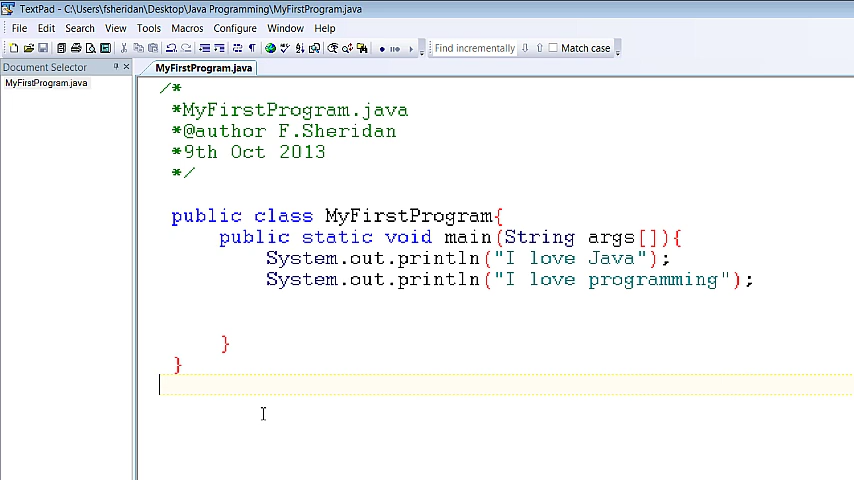 TextPad - C:\Users\fsheridan\Desktop\Java Programming\MyFirstProgram.java
File Edit Search View Tools Macros Configure Window Help
Find incrementally Match case
Document Selector MyFirstProgram.java
MyFirstProgram.java
/*
*MyFirstProgram.java
*@author F.Sheridan
*9th Oct 2013
*/
public class MyFirstProgram{
public static void main(String args[]){
System.out.println("I love Java");
System.out.println("I love programming");
}
}